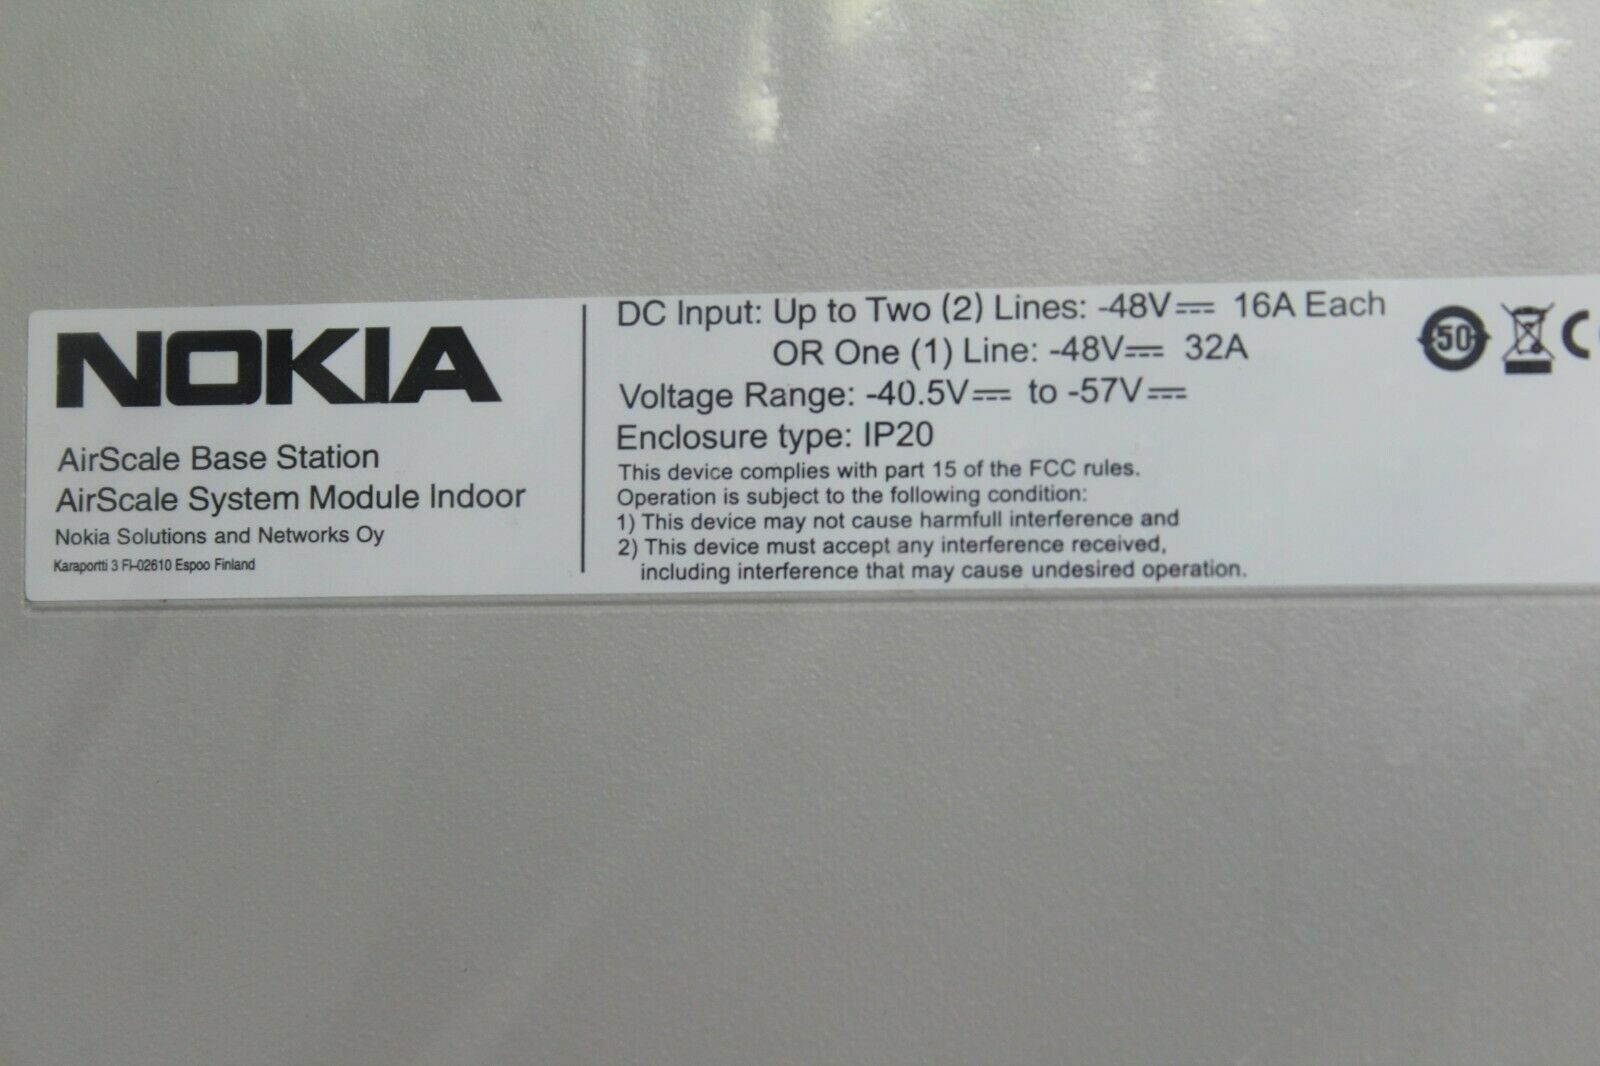 NOKIA
AirScale Base Station
AirScale System Module Indoor
Nokia Solutions and Networks Oy
Karaportti 3 FI-02610 Espoo Finland
DC Input: Up to Two (2) Lines: -48V⎓ 16A Each
OR One (1) Line: -48V⎓ 32A
Voltage Range: -40.5V⎓ to -57V⎓
Enclosure type: IP20
This device complies with part 15 of the FCC rules.
Operation is subject to the following condition:
1) This device may not cause harmfull interference and
2) This device must accept any interference received,
including interference that may cause undesired operation.
50
C